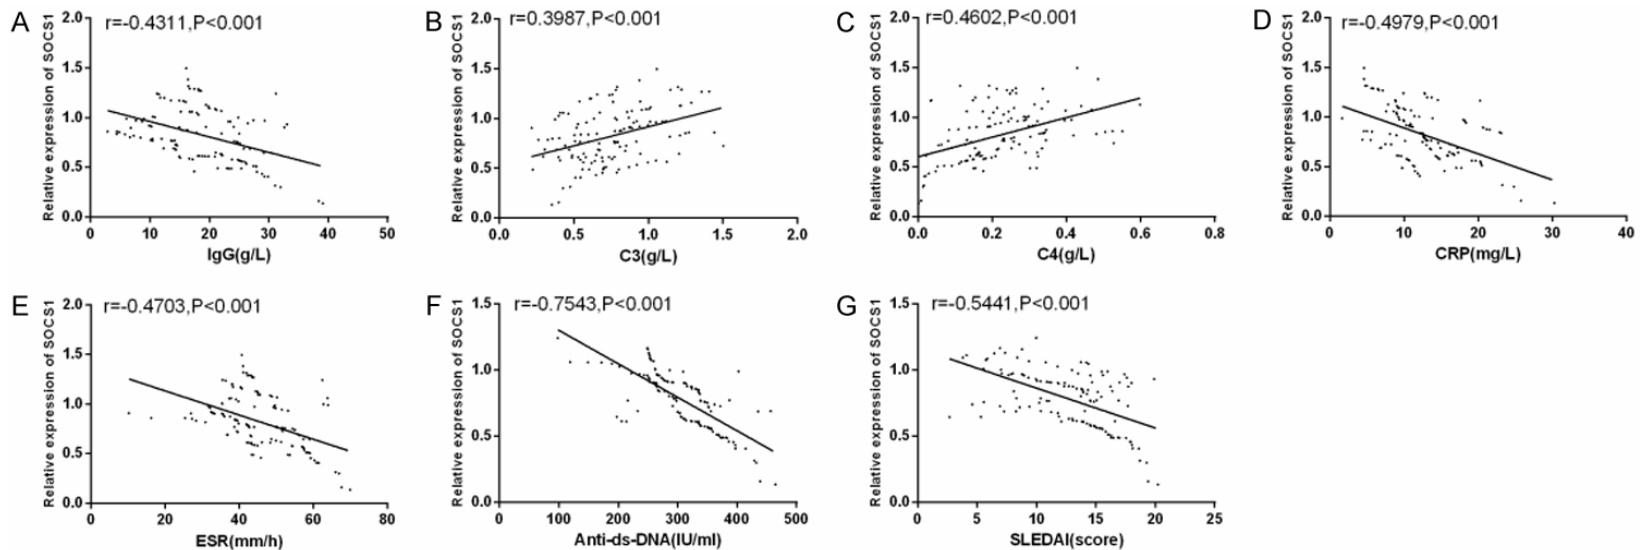 A
r=-0.4311,P<0.001
Relative expression of SOCS1
2.0
1.5
1.0
0.5
0.0
0 10 20 30 40 50
IgG(g/L)
B
r=0.3987,P<0.001
Relative expression of SOCS1
2.0
1.5
1.0
0.5
0.0
0.0 0.5 1.0 1.5 2.0
C3(g/L)
C
r=0.4602,P<0.001
Relative expression of SOCS1
2.0
1.5
1.0
0.5
0.0
0.0 0.2 0.4 0.6 0.8
C4(g/L)
D
r=-0.4979,P<0.001
Relative expression of SOCS1
2.0
1.5
1.0
0.5
0.0
0 10 20 30 40
CRP(mg/L)
E
r=-0.4703,P<0.001
Relative expression of SOCS1
2.0
1.5
1.0
0.5
0.0
0 20 40 60 80
ESR(mm/h)
F
r=-0.7543,P<0.001
Relative expression of SOCS1
1.5
1.0
0.5
0.0
0 100 200 300 400 500
Anti-ds-DNA(IU/ml)
G
r=-0.5441,P<0.001
Relative expression of SOCS1
1.5
1.0
0.5
0.0
0 5 10 15 20 25
SLEDAI(score)